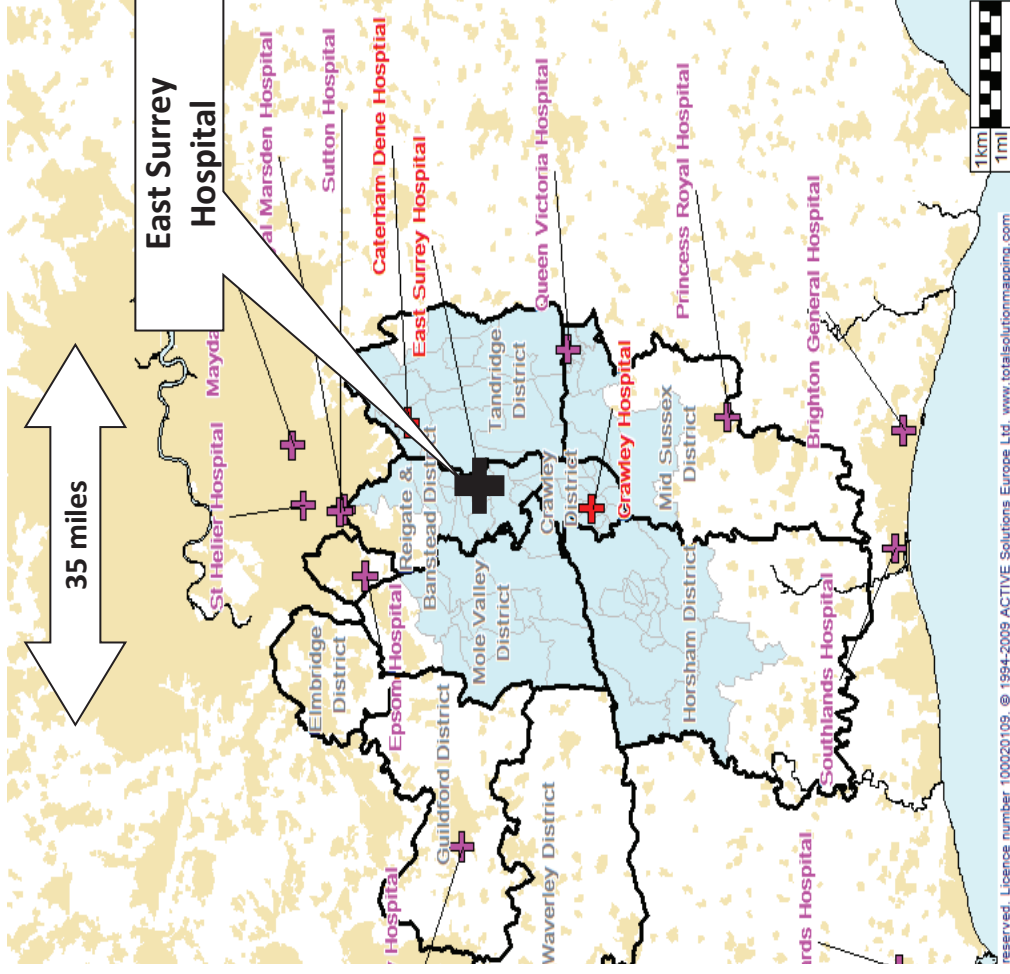 East Surrey
Hospital
35 miles
al Marsden Hospital
Sutton Hospital
Caterham Dene Hosptial
East Surrey Hospital
Mayda
St Helier Hospital
Queen Victoria Hospital
Princess Royal Hospital
Brighton General Hospital
Tandridge
District
Reigate &
Banstead District
Crawley
District
Crawley Hospital
Mid Sussex
District
Mole Valley
District
Elmbridge
District
Epsom Hospital
Guildford District
Horsham District
Southlands Hospital
Waverley District
Hospital
ards Hospital
1km
1ml
reserved. Licence number 100020109. © 1994-2009 ACTIVE Solutions Europe Ltd. www.totalsolutionmapping.com